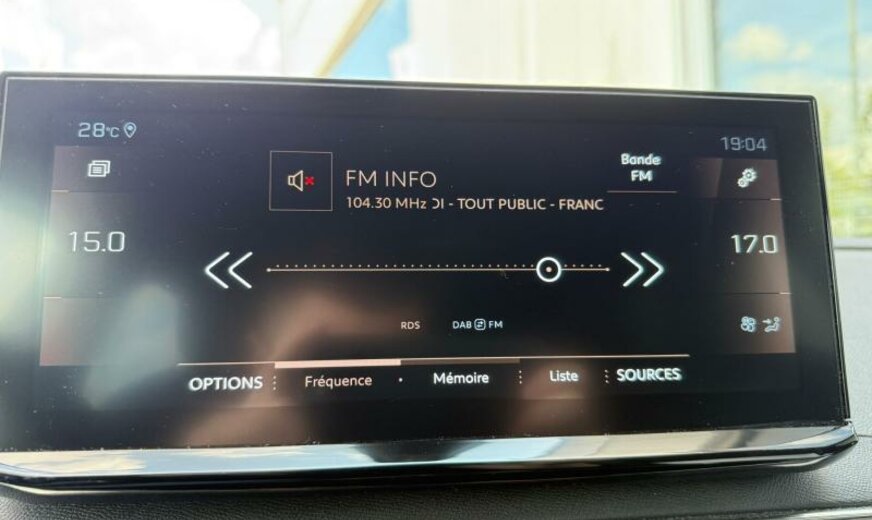 28°C
19:04
Bande
FM
FM INFO
104.30 MHz OI - TOUT PUBLIC - FRANC
15.0
17.0
RDS
DAB FM
OPTIONS
Fréquence
Mémoire
Liste
SOURCES